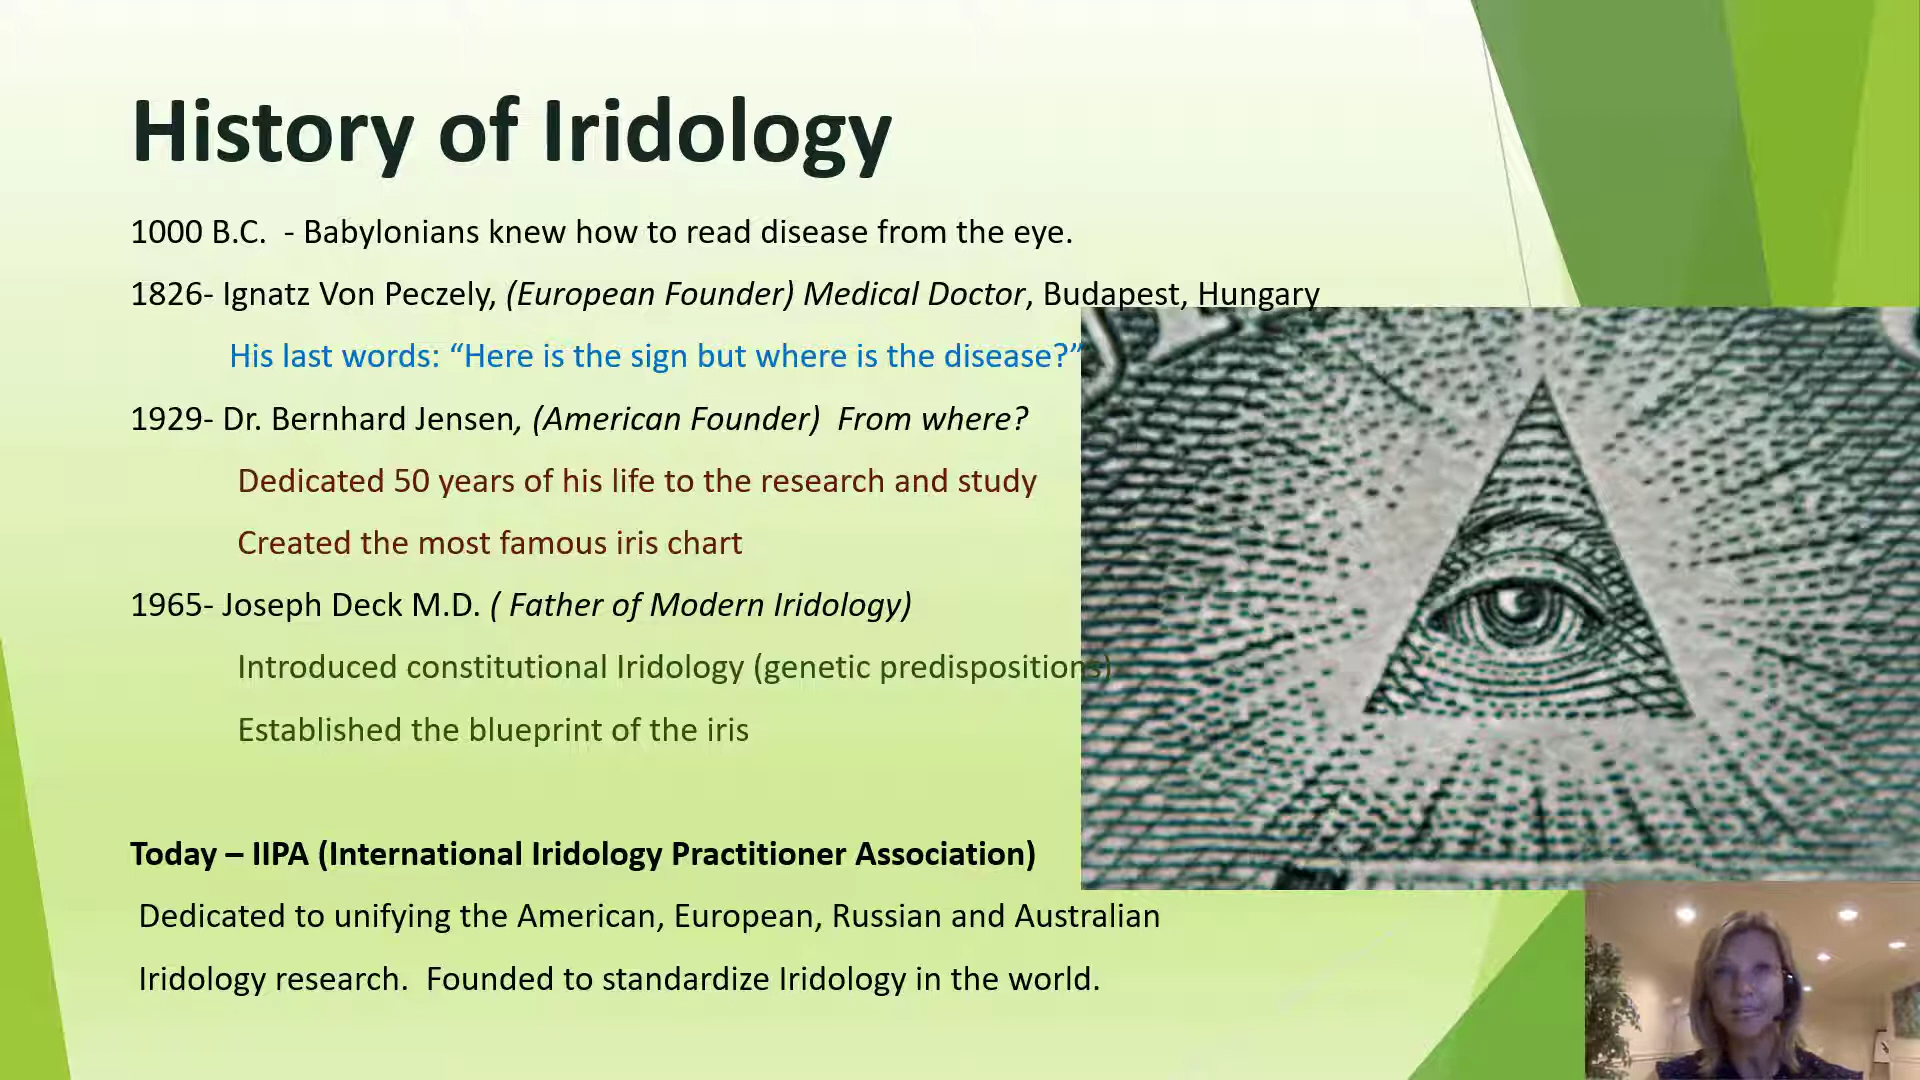 History of Iridology
1000 B.C.  - Babylonians knew how to read disease from the eye.
1826- Ignatz Von Peczely, (European Founder) Medical Doctor, Budapest, Hungary
His last words: “Here is the sign but where is the disease?”
1929- Dr. Bernhard Jensen, (American Founder)  From where?
Dedicated 50 years of his life to the research and study
Created the most famous iris chart
1965- Joseph Deck M.D. ( Father of Modern Iridology)
Introduced constitutional Iridology (genetic predispositions)
Established the blueprint of the iris
Today – IIPA (International Iridology Practitioner Association)
Dedicated to unifying the American, European, Russian and Australian
Iridology research.  Founded to standardize Iridology in the world.